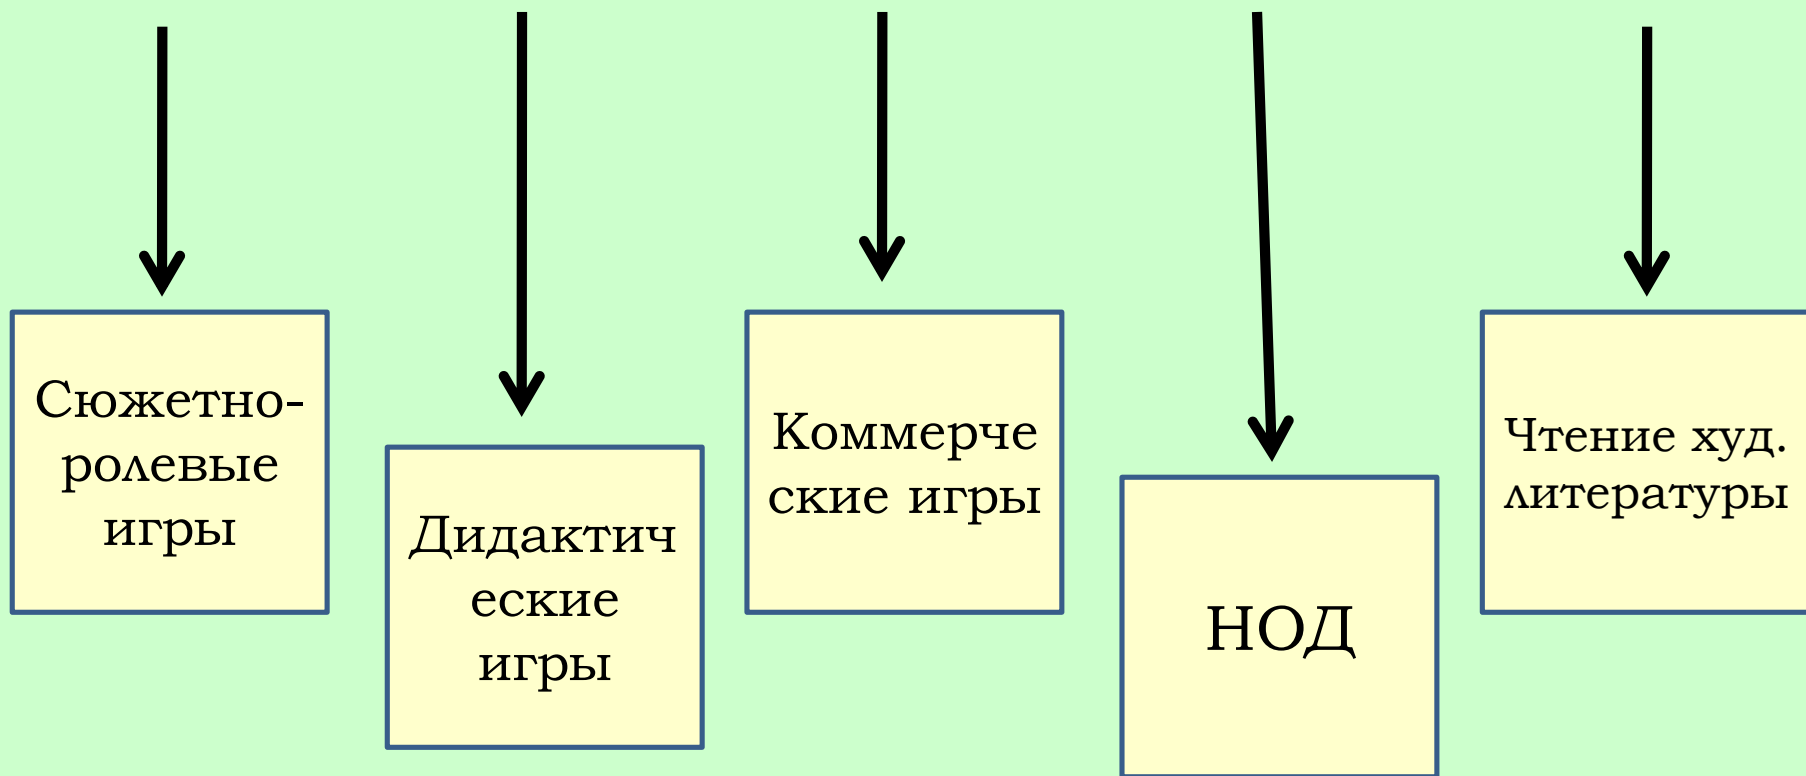 Сюжетно-
ролевые
игры
Дидактич
еские
игры
Коммерче
ские игры
НОД
Чтение худ.
литературы